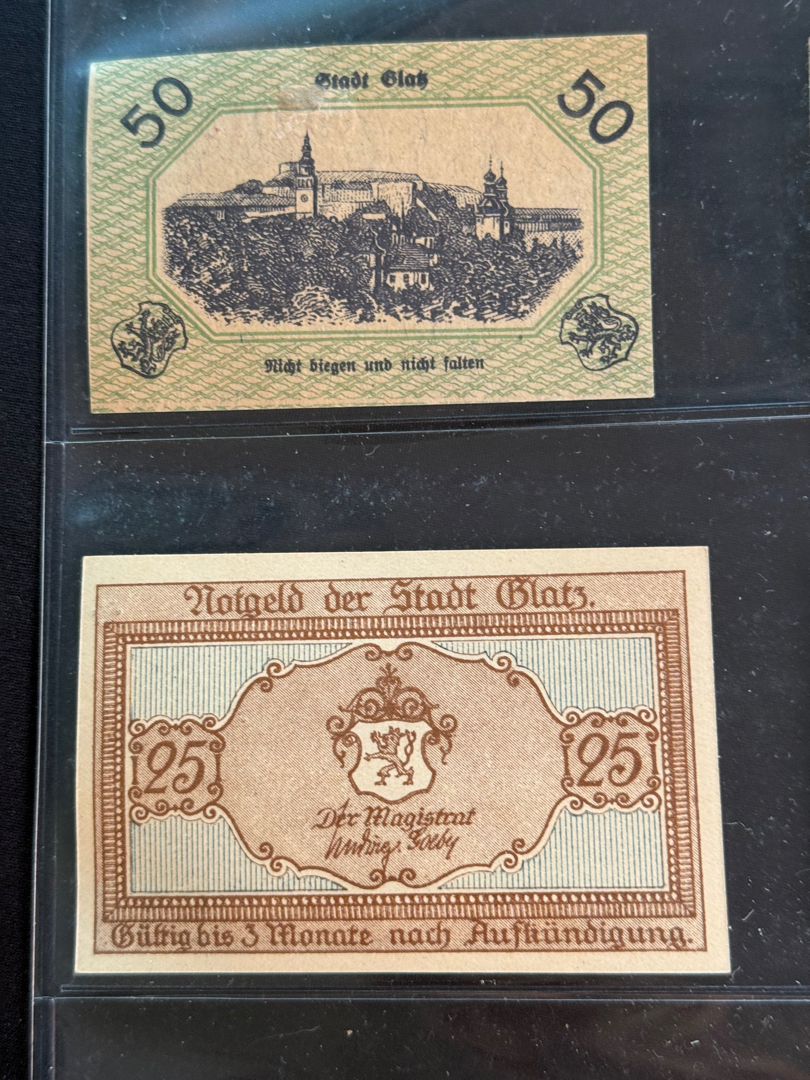 50
Stadt Glatz
50
Nicht biegen und nicht falten
Notgeld der Stadt Glatz.
25
25
Der Magistrat
Gültig bis 3 Monate nach Aufkündigung.